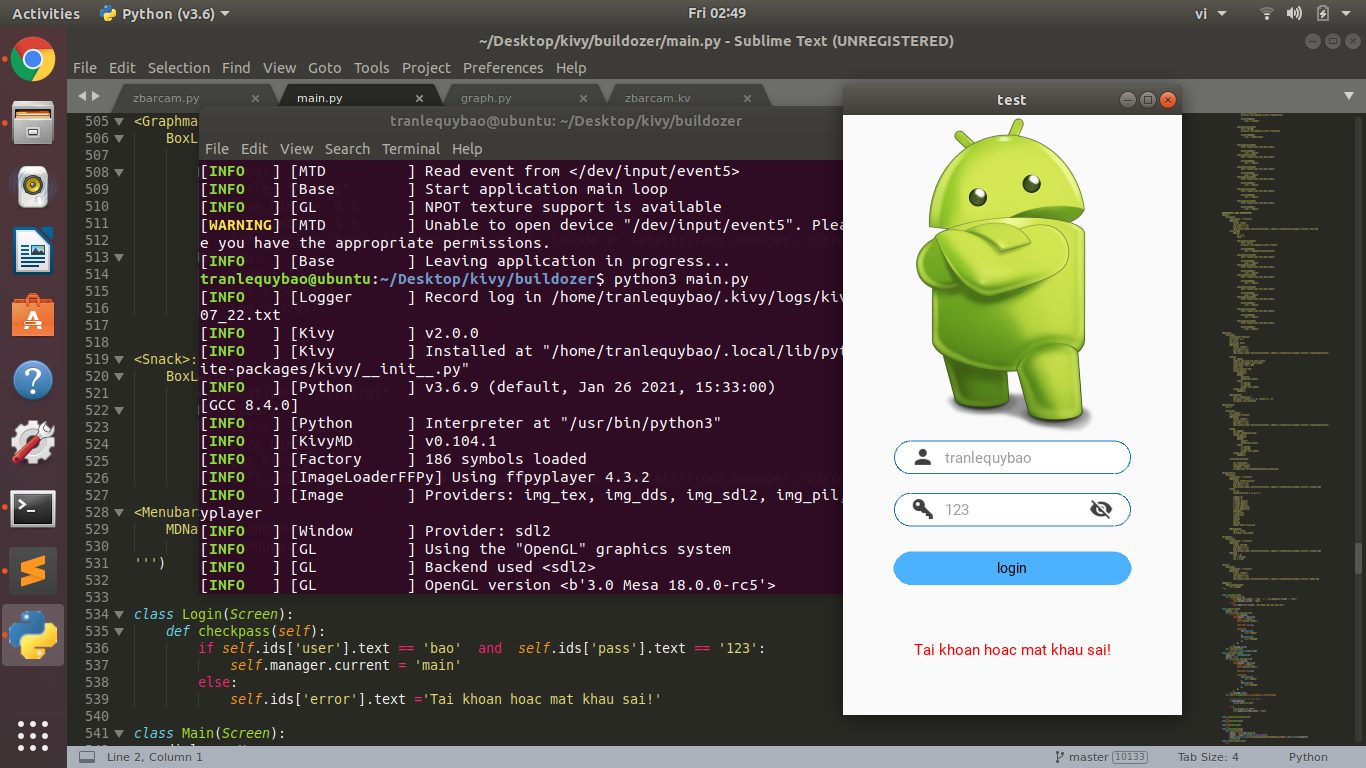 Activities Python (v3.6) Fri 02:49 vi
~/Desktop/kivy/buildozer/main.py - Sublime Text (UNREGISTERED)
File Edit Selection Find View Goto Tools Project Preferences Help
zbarcam.py main.py graph.py zbarcam.kv
505 <Graphma
506 BoxL
507
508
509
510
511
512
513
514
515
516
517
518
519 <Snack>:
520 BoxL
521
522
523
524
525
526
527
528 <Menubar
529 MDNa
530
531 ''')
532
533
534 class Login(Screen):
535 def checkpass(self):
536 if self.ids['user'].text == 'bao' and self.ids['pass'].text == '123':
537 self.manager.current = 'main'
538 else:
539 self.ids['error'].text ='Tai khoan hoac mat khau sai!'
540
541 class Main(Screen):
tranlequybao@ubuntu: ~/Desktop/kivy/buildozer
File Edit View Search Terminal Help
[INFO ] [MTD ] Read event from </dev/input/event5>
[INFO ] [Base ] Start application main loop
[INFO ] [GL ] NPOT texture support is available
[WARNING] [MTD ] Unable to open device "/dev/input/event5". Plea
e you have the appropriate permissions.
[INFO ] [Base ] Leaving application in progress...
tranlequybao@ubuntu:~/Desktop/kivy/buildozer$ python3 main.py
[INFO ] [Logger ] Record log in /home/tranlequybao/.kivy/logs/kiv
07_22.txt
[INFO ] [Kivy ] v2.0.0
[INFO ] [Kivy ] Installed at "/home/tranlequybao/.local/lib/pyt
ite-packages/kivy/__init__.py"
[INFO ] [Python ] v3.6.9 (default, Jan 26 2021, 15:33:00)
[GCC 8.4.0]
[INFO ] [Python ] Interpreter at "/usr/bin/python3"
[INFO ] [KivyMD ] v0.104.1
[INFO ] [Factory ] 186 symbols loaded
[INFO ] [ImageLoaderFFPy] Using ffpyplayer 4.3.2
[INFO ] [Image ] Providers: img_tex, img_dds, img_sdl2, img_pil,
yplayer
[INFO ] [Window ] Provider: sdl2
[INFO ] [GL ] Using the "OpenGL" graphics system
[INFO ] [GL ] Backend used <sdl2>
[INFO ] [GL ] OpenGL version <b'3.0 Mesa 18.0.0-rc5'>
test
tranlequybao
123
login
Tai khoan hoac mat khau sai!
Line 2, Column 1 master 10133 Tab Size: 4 Python